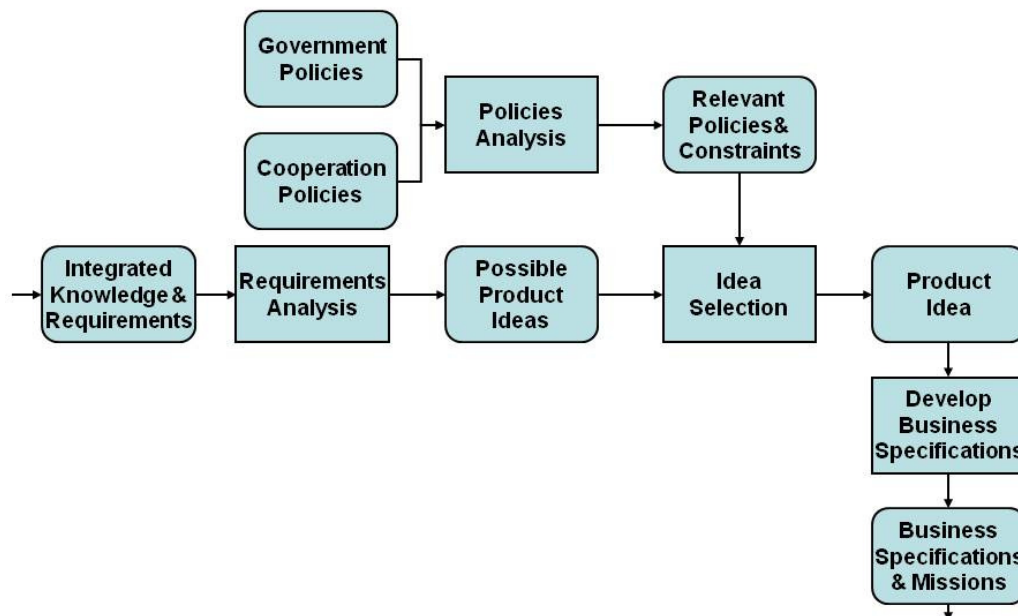 Government
Policies
Policies
Analysis
Relevant
Policies&
Constraints
Cooperation
Policies
Integrated
Knowledge &
Requirements
Requirements
Analysis
Possible
Product
Ideas
Idea
Selection
Product
Idea
Develop
Business
Specifications
Business
Specifications
& Missions